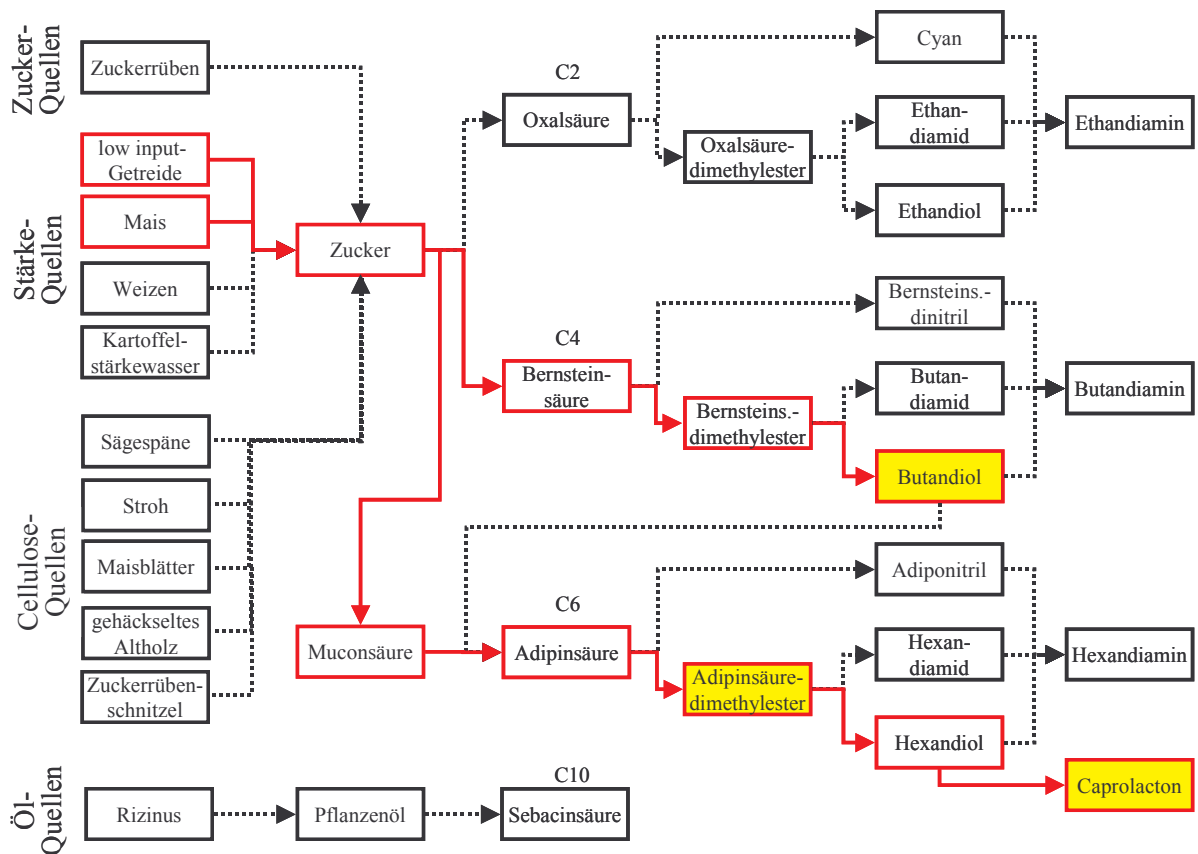 Zucker-
Quellen
Zuckerrüben
Stärke-
Quellen
low input-
Getreide
Mais
Weizen
Kartoffel-
stärkewasser
Cellulose-
Quellen
Sägespäne
Stroh
Maisblätter
gehäckseltes
Altholz
Zuckerrüben-
schnitzel
Öl-
Quellen
Rizinus
Zucker
Muconsäure
Pflanzenöl
C2
Oxalsäure
Oxalsäure-
dimethylester
Cyan
Ethan-
diamid
Ethandiol
Ethandiamin
C4
Bernstein-
säure
Bernsteins.-
dimethylester
Bernsteins.-
dinitril
Butan-
diamid
Butandiol
Butandiamin
C6
Adipinsäure
Adipinsäure-
dimethylester
Adiponitril
Hexan-
diamid
Hexandiol
Hexandiamin
Caprolacton
C10
Sebacinsäure